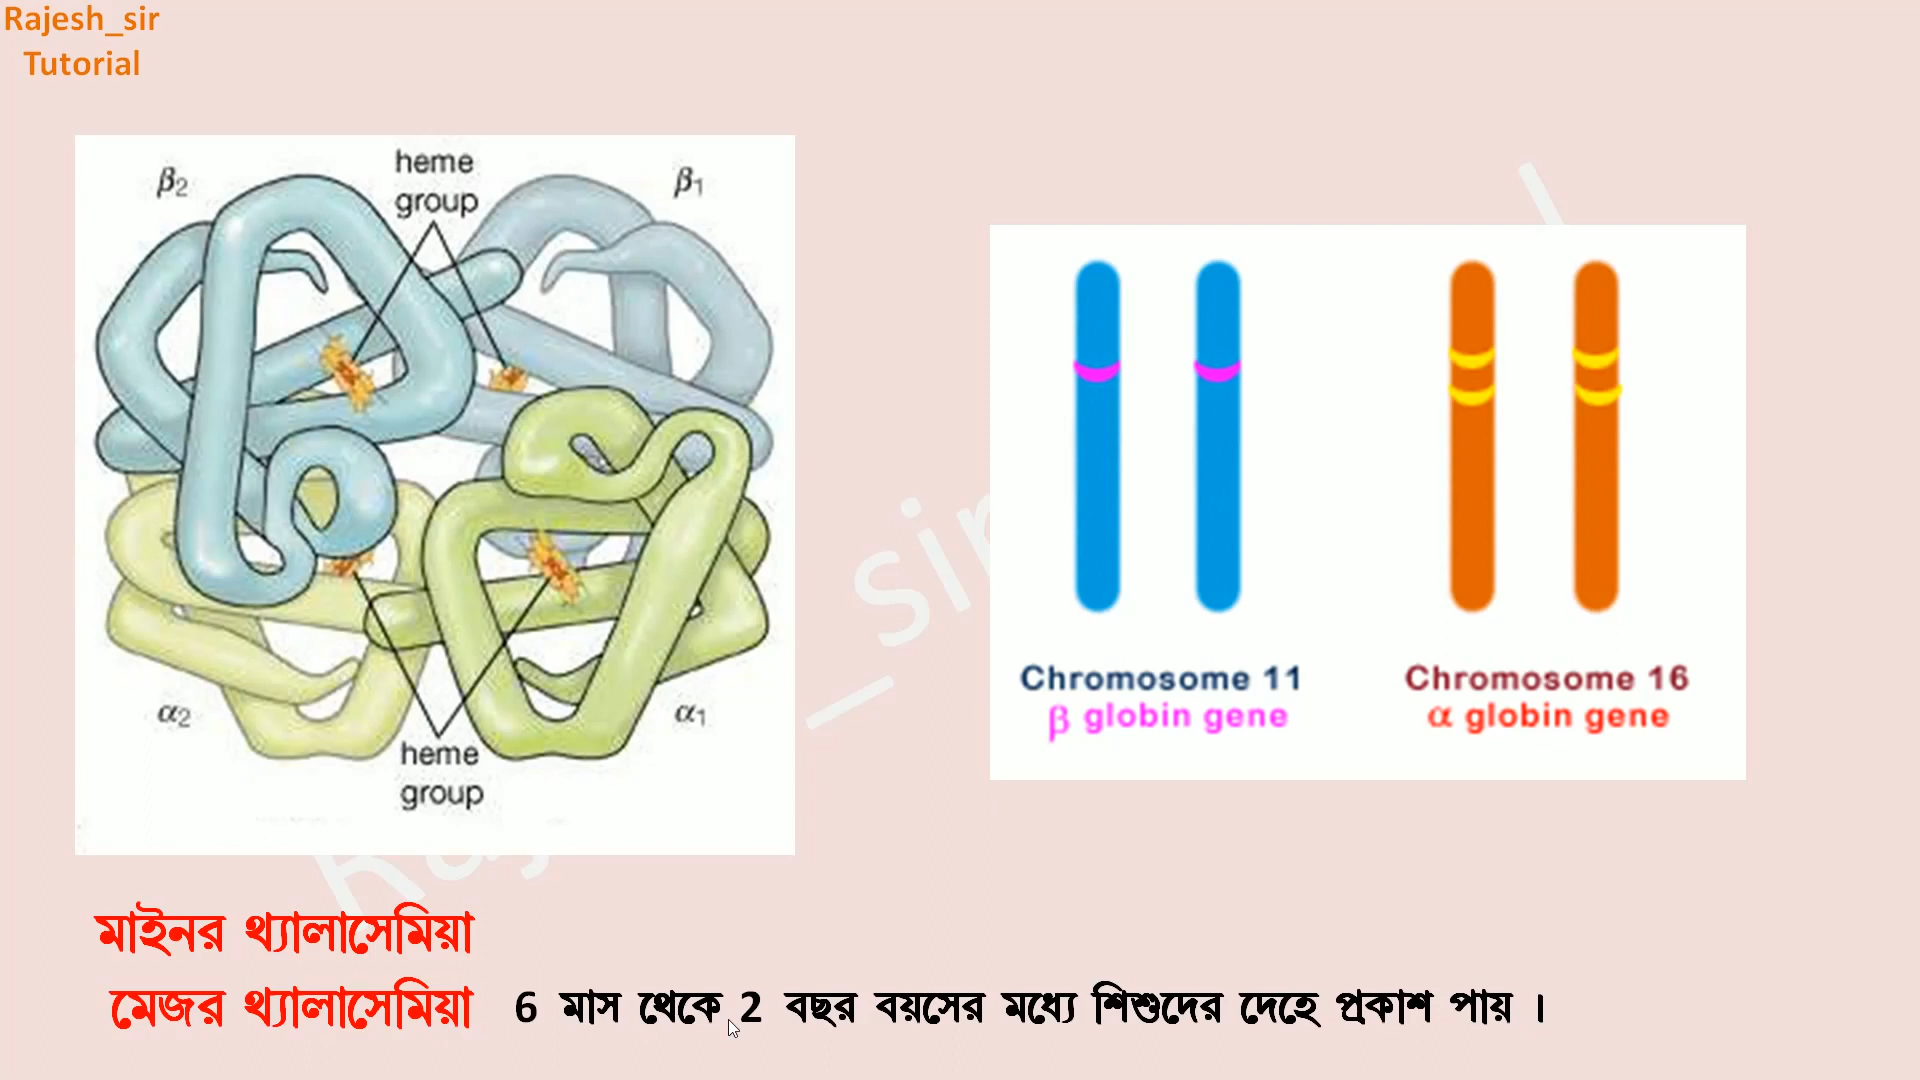 Rajesh_sir
Tutorial
heme
group
β2
β1
α2
α1
heme
group
Chromosome 11
β globin gene
Chromosome 16
α globin gene
মাইনর থ্যালাসেমিয়া
মেজর থ্যালাসেমিয়া 6 মাস থেকে 2 বছর বয়সের মধ্যে শিশুদের দেহে প্রকাশ পায় ।